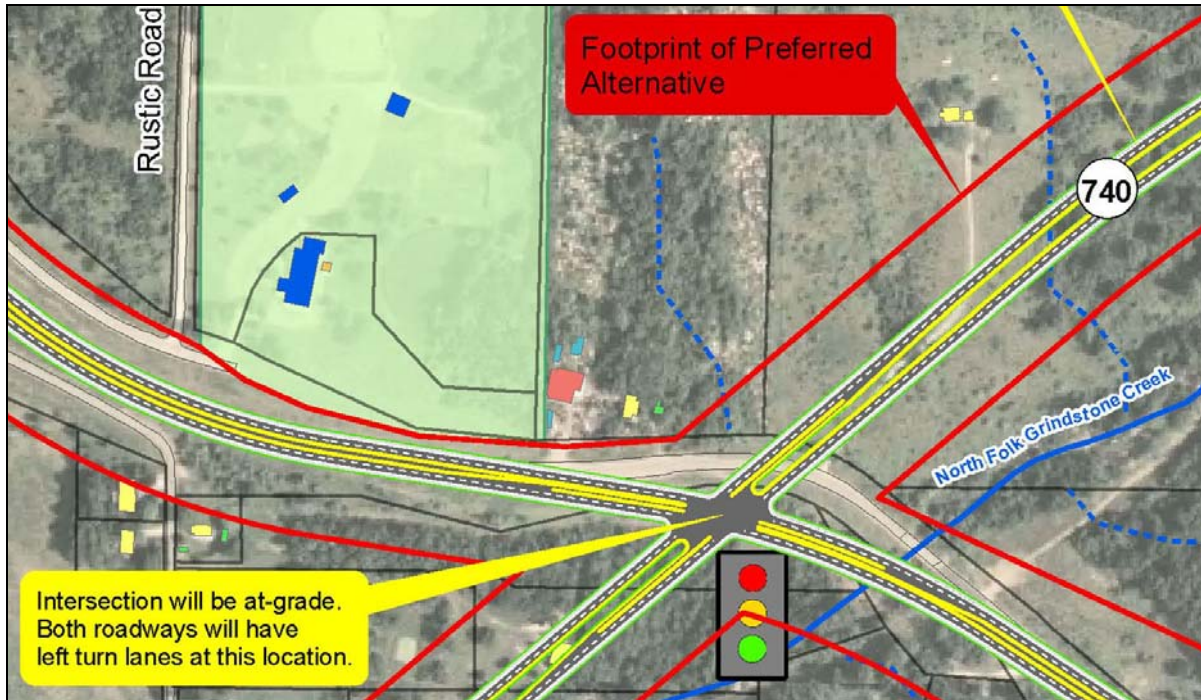 Rustic Road
Footprint of Preferred
Alternative
740
North Folk Grindstone Creek
Intersection will be at-grade.
Both roadways will have
left turn lanes at this location.